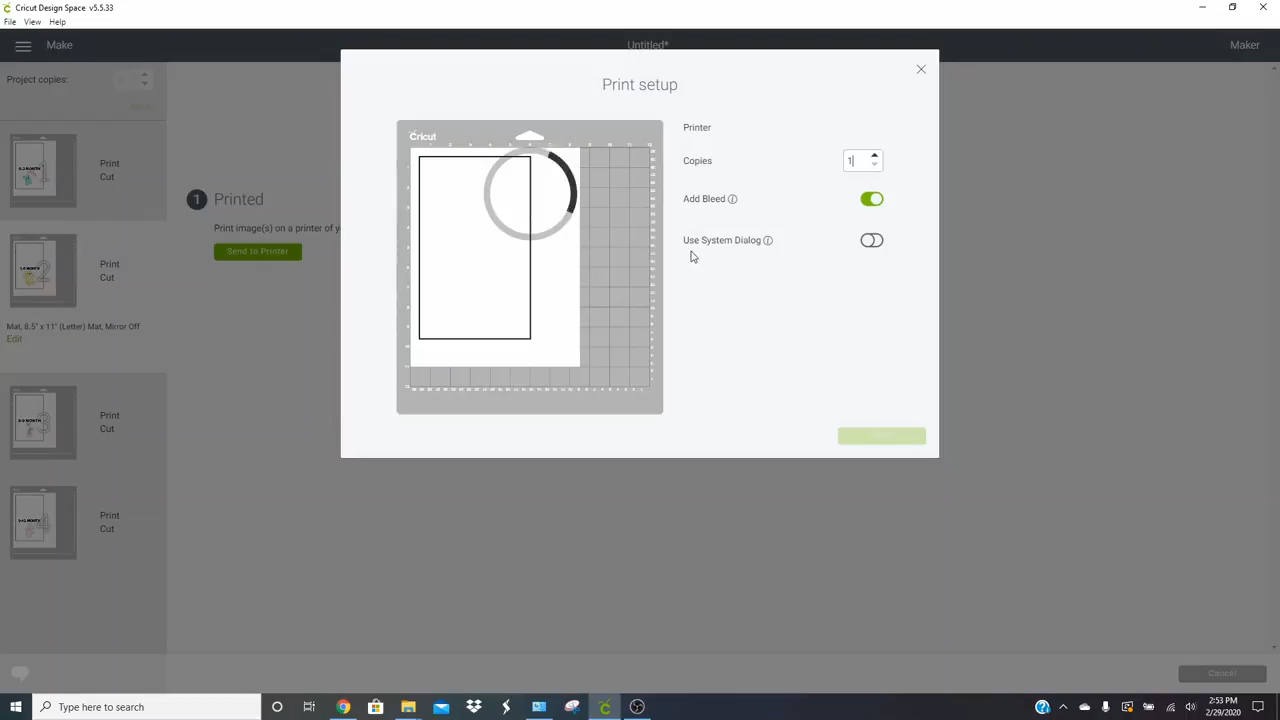 Cricut Design Space v5.5.33
File View Help
Make
Untitled*
Maker
Project copies:
Print
Cut
Print
Cut
Mat, 8.5" x 11" (Letter) Mat, Mirror Off
Edit
Print
Cut
Print
Cut
1 Printed
Print image(s) on a printer of y
Send to Printer
Print setup
Cricut
Printer
Copies
1
Add Bleed
Use System Dialog
Cancel
Type here to search
2:53 PM
2/29/2020